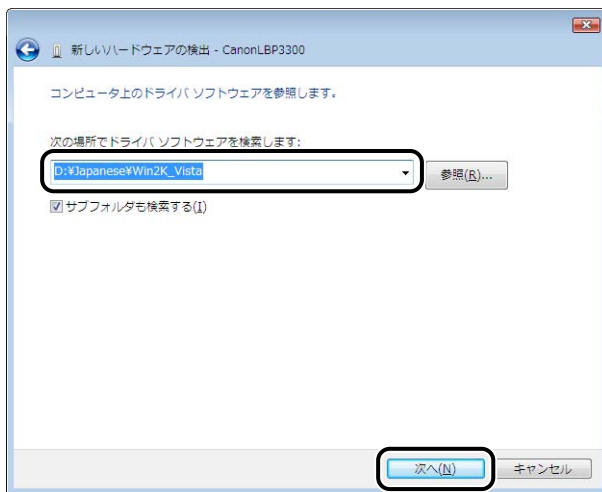 新しいハードウェアの検出 - CanonLBP3300
コンピュータ上のドライバ ソフトウェアを参照します。
次の場所でドライバ ソフトウェアを検索します:
D:¥Japanese¥Win2K_Vista
参照(R)...
サブフォルダも検索する(I)
次へ(N)
キャンセル